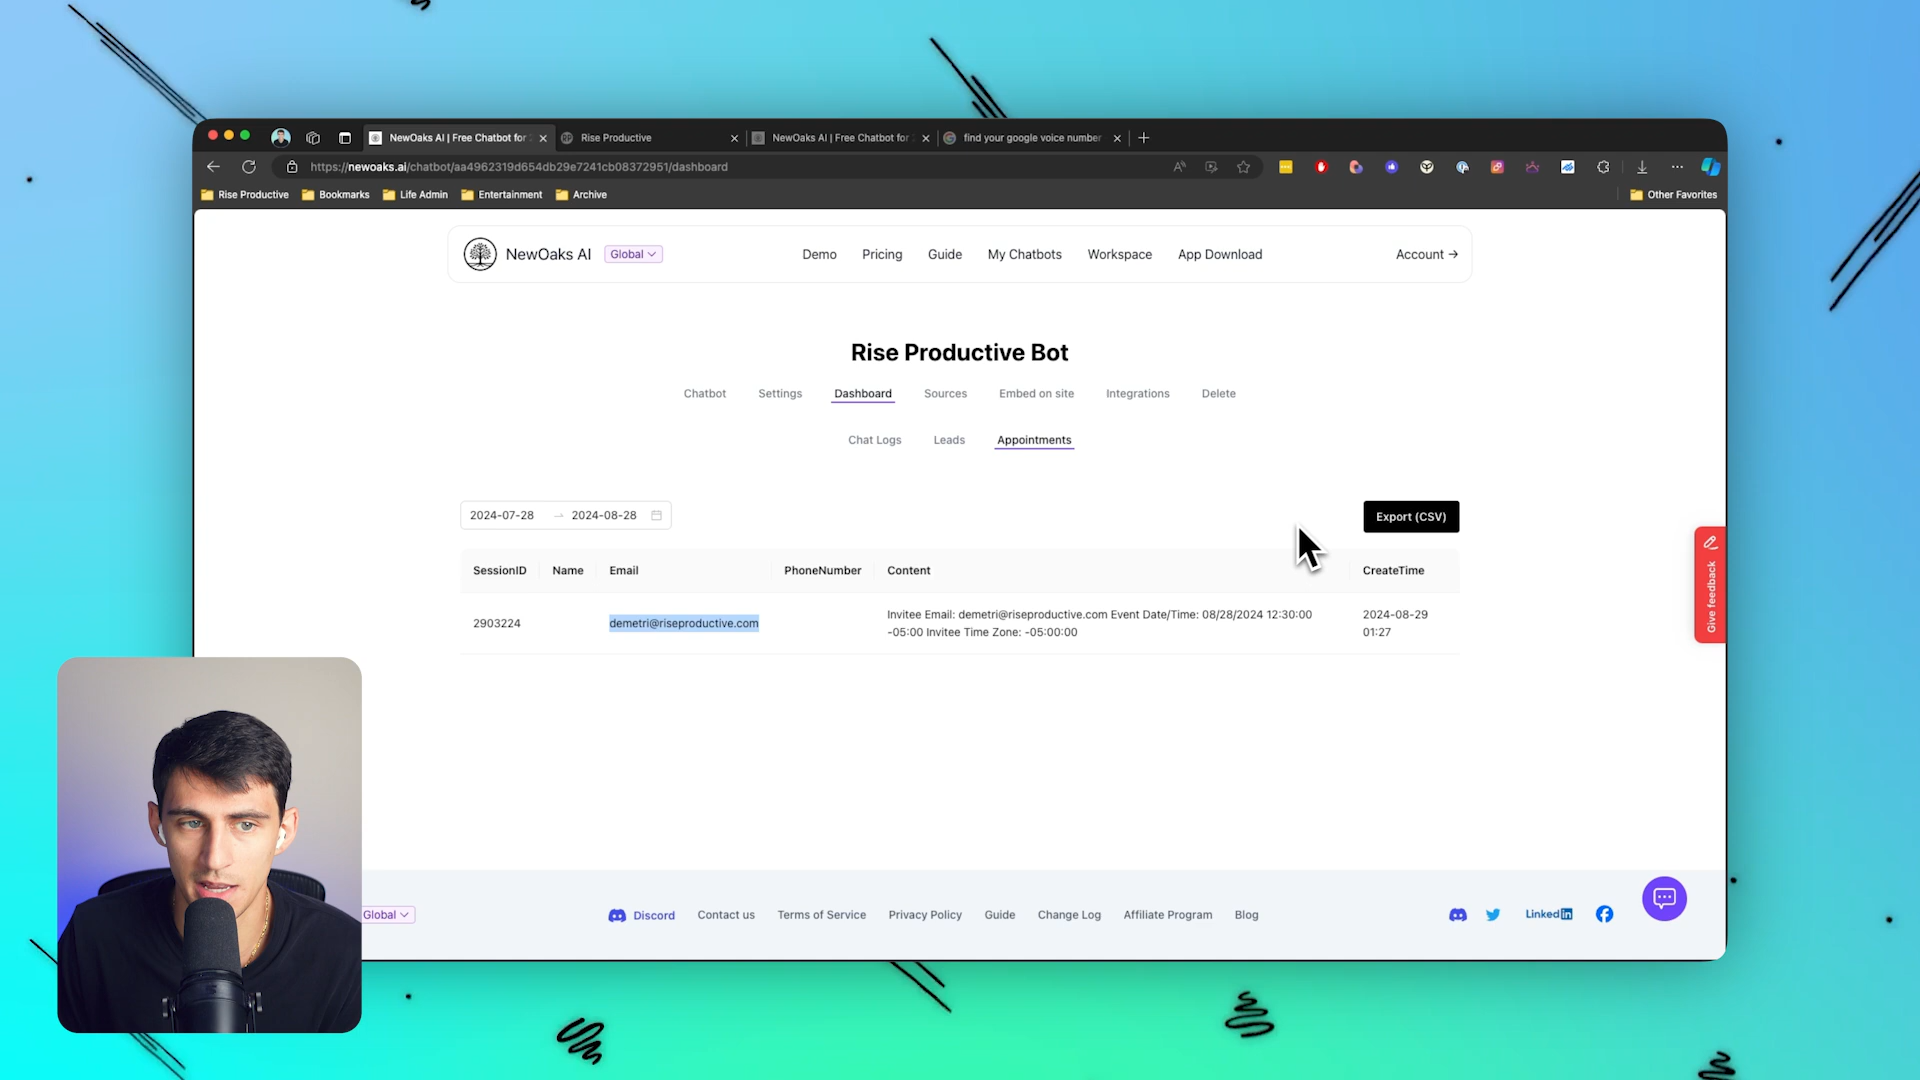 NewOaks AI | Free Chatbot for
Rise Productive
NewOaks AI | Free Chatbot for
find your google voice number
https://newoaks.ai/chatbot/aa4962319d654db29e7241cb08372951/dashboard
Rise Productive
Bookmarks
Life Admin
Entertainment
Archive
Other Favorites
NewOaks AI
Global
Demo
Pricing
Guide
My Chatbots
Workspace
App Download
Account →
Rise Productive Bot
Chatbot
Settings
Dashboard
Sources
Embed on site
Integrations
Delete
Chat Logs
Leads
Appointments
2024-07-28 → 2024-08-28
Export (CSV)
SessionID
Name
Email
PhoneNumber
Content
CreateTime
2903224
demetri@riseproductive.com
Invitee Email: demetri@riseproductive.com Event Date/Time: 08/28/2024 12:30:00
-05:00 Invitee Time Zone: -05:00:00
2024-08-29
01:27
Give feedback
Global
Discord
Contact us
Terms of Service
Privacy Policy
Guide
Change Log
Affiliate Program
Blog
Linked in